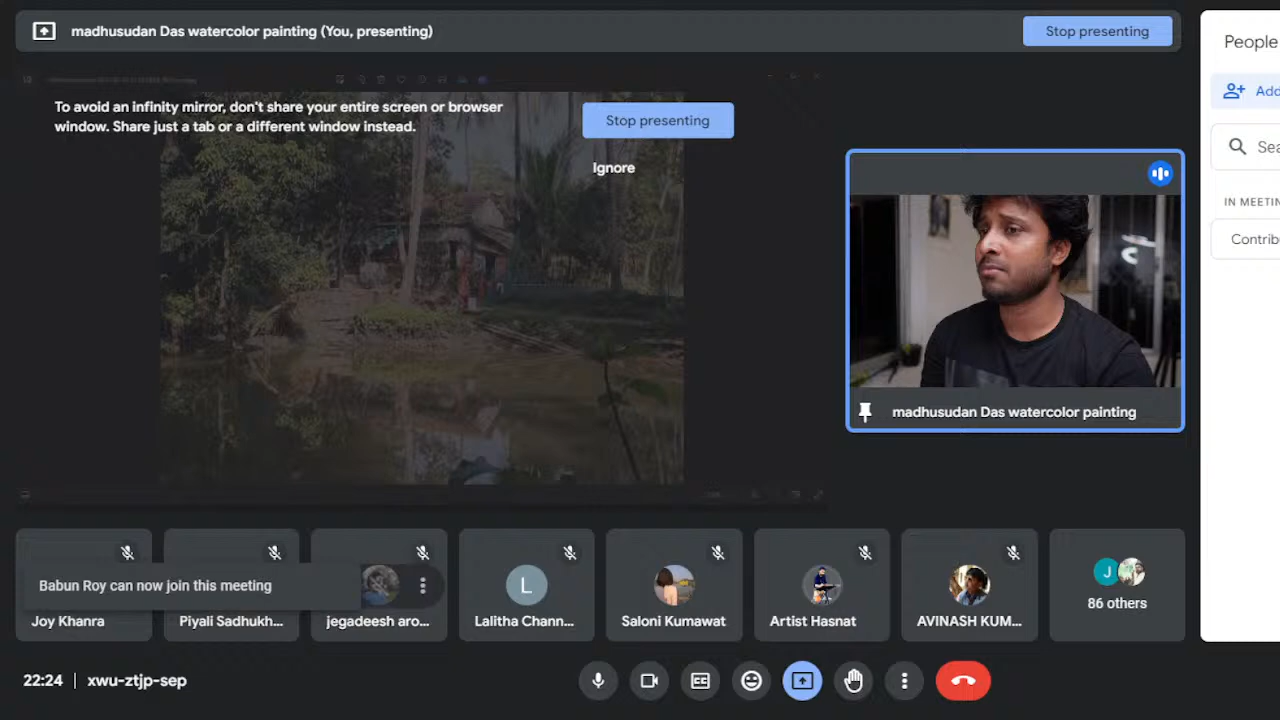 madhusudan Das watercolor painting (You, presenting)
Stop presenting
People
Add
To avoid an infinity mirror, don't share your entire screen or browser
window. Share just a tab or a different window instead.
Stop presenting
Ignore
Sea
IN MEETIN
Contrib
madhusudan Das watercolor painting
Babun Roy can now join this meeting
L
J
86 others
Joy Khanra
Piyali Sadhukh...
jegadeesh aro...
Lalitha Chann...
Saloni Kumawat
Artist Hasnat
AVINASH KUM...
22:24 | xwu-ztjp-sep
CC